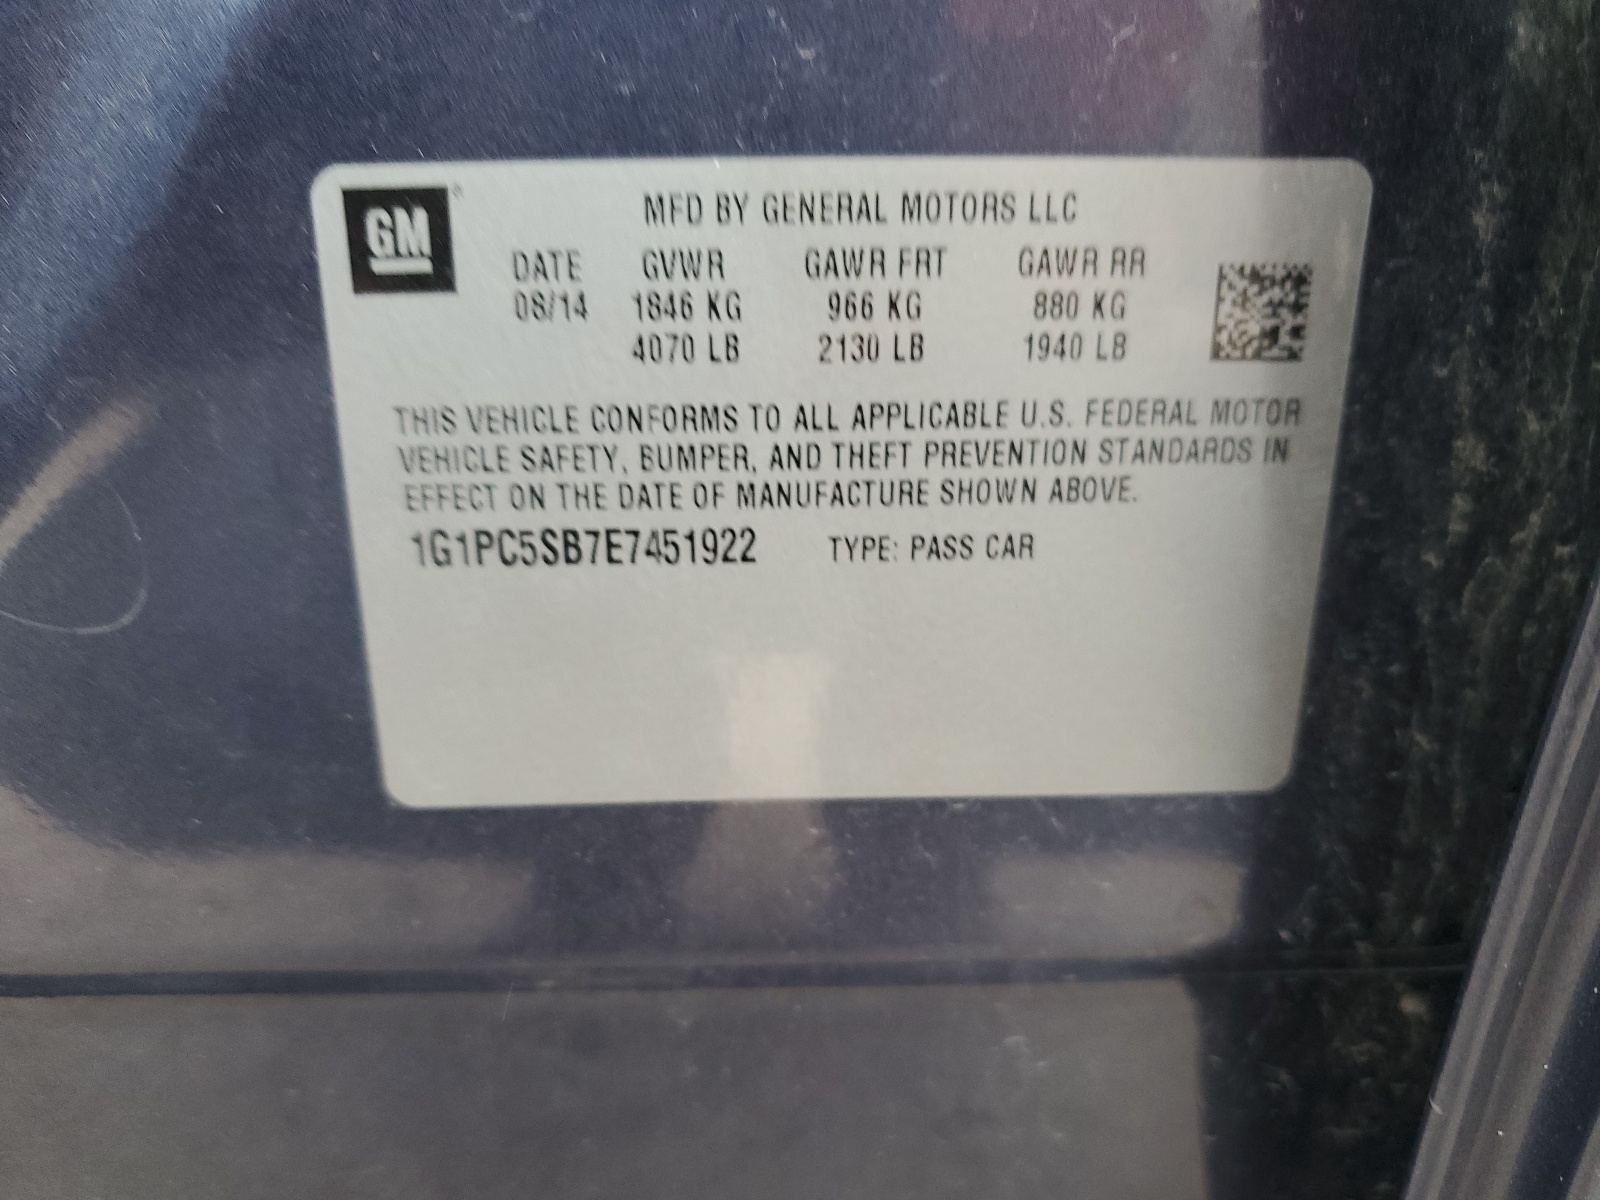 GM ®
MFD BY GENERAL MOTORS LLC
DATE GVWR GAWR FRT GAWR RR
08/14 1846 KG 966 KG 880 KG
4070 LB 2130 LB 1940 LB
THIS VEHICLE CONFORMS TO ALL APPLICABLE U.S. FEDERAL MOTOR
VEHICLE SAFETY, BUMPER, AND THEFT PREVENTION STANDARDS IN
EFFECT ON THE DATE OF MANUFACTURE SHOWN ABOVE.
1G1PC5SB7E7451922 TYPE: PASS CAR